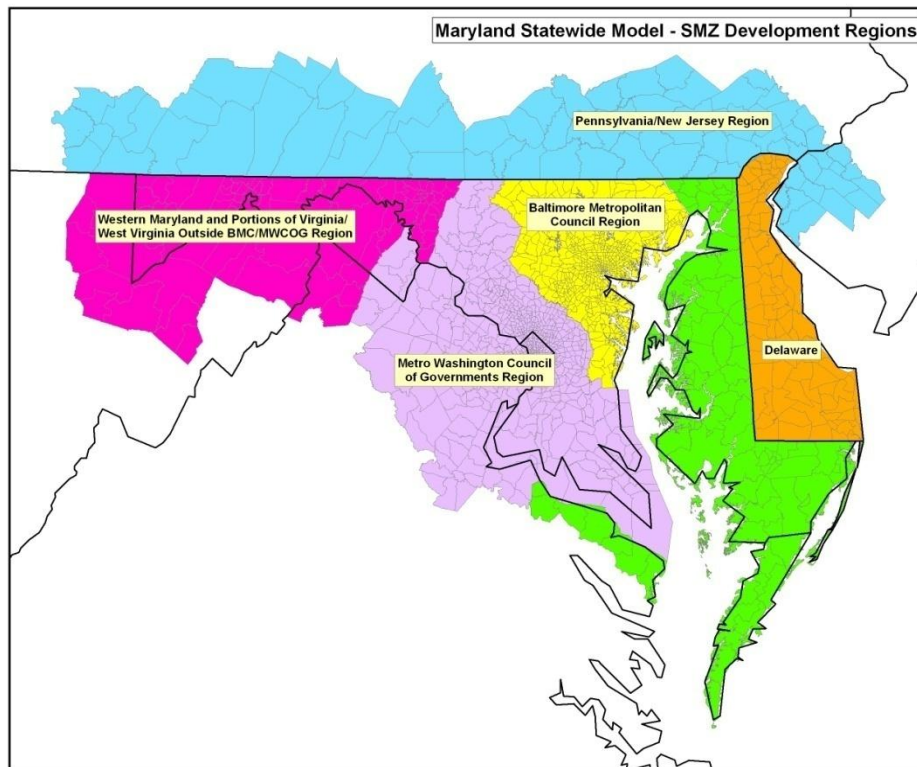 Maryland Statewide Model - SMZ Development Regions
Pennsylvania/New Jersey Region
Western Maryland and Portions of Virginia/
West Virginia Outside BMC/MWCOG Region
Baltimore Metropolitan
Council Region
Delaware
Metro Washington Council
of Governments Region